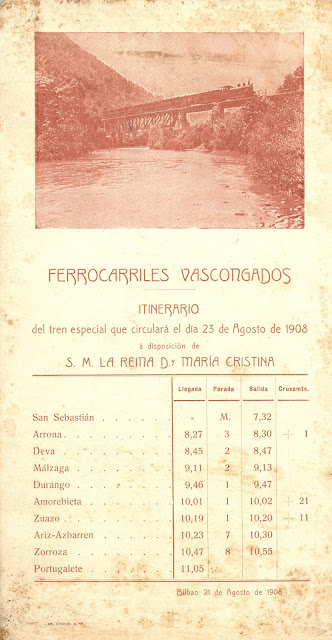 FERROCARRILES VASCONGADOS
ITINERARIO
del tren especial que circulará el día 23 de Agosto de 1908
á disposición de
S. M. LA REINA D.ª MARÍA CRISTINA
Llegada Parada Salida Cruzamto.
San Sebastián . . . . . . » M. 7,32
Arrona . . . . . . . . 8,27 3 8,30 + 1
Deva . . . . . . . . 8,45 2 8,47
Málzaga . . . . . . . 9,11 2 9,13
Durango . . . . . . . 9,46 1 9,47
Amorebieta . . . . . . 10,01 1 10,02 + 21
Zuazo . . . . . . . . 10,19 1 10,20 + 11
Ariz-Azbarren . . . . . . 10,23 7 10,30
Zorroza . . . . . . . 10,47 8 10,55
Portugalete . . . . . . 11,05
Bilbao 21 de Agosto de 1908